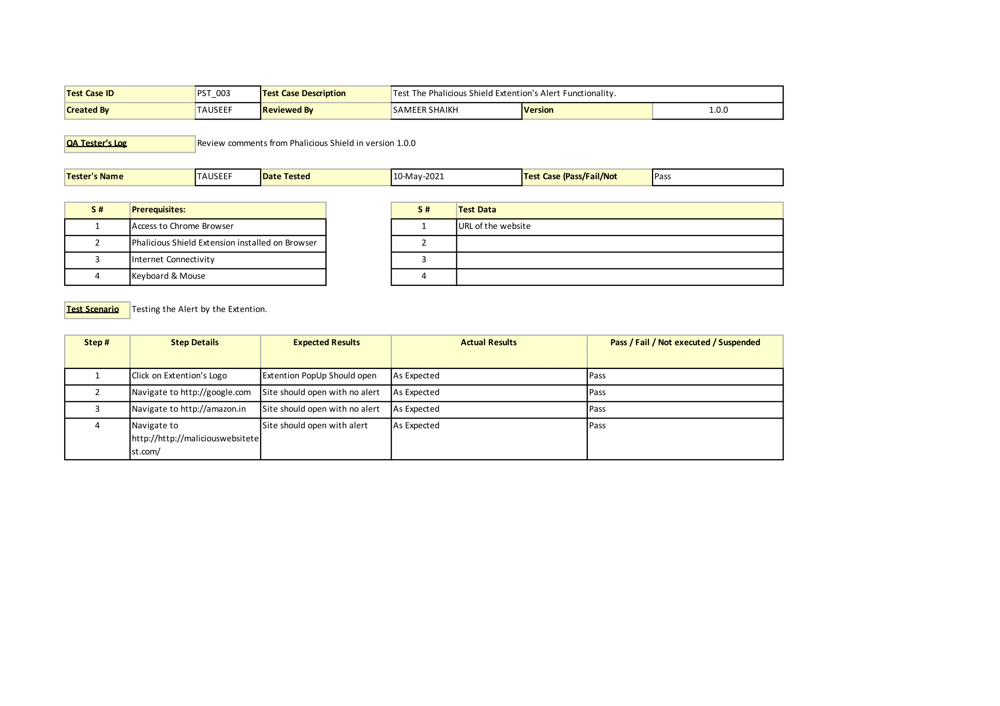 Test Case ID PST_003 Test Case Description Test The Phalicious Shield Extention's Alert Functionality.
Created By TAUSEEF Reviewed By SAMEER SHAIKH Version 1.0.0
QA Tester’s Log Review comments from Phalicious Shield in version 1.0.0
Tester's Name TAUSEEF Date Tested 10-May-2021 Test Case (Pass/Fail/Not Pass
S # Prerequisites: S # Test Data
1 Access to Chrome Browser 1 URL of the website
2 Phalicious Shield Extension installed on Browser 2
3 Internet Connectivity 3
4 Keyboard & Mouse 4
Test Scenario Testing the Alert by the Extention.
Step # Step Details Expected Results Actual Results Pass / Fail / Not executed / Suspended
1 Click on Extention's Logo Extention PopUp Should open As Expected Pass
2 Navigate to http://google.com Site should open with no alert As Expected Pass
3 Navigate to http://amazon.in Site should open with no alert As Expected Pass
4 Navigate to Site should open with alert As Expected Pass
http://http://maliciouswebsitete
st.com/